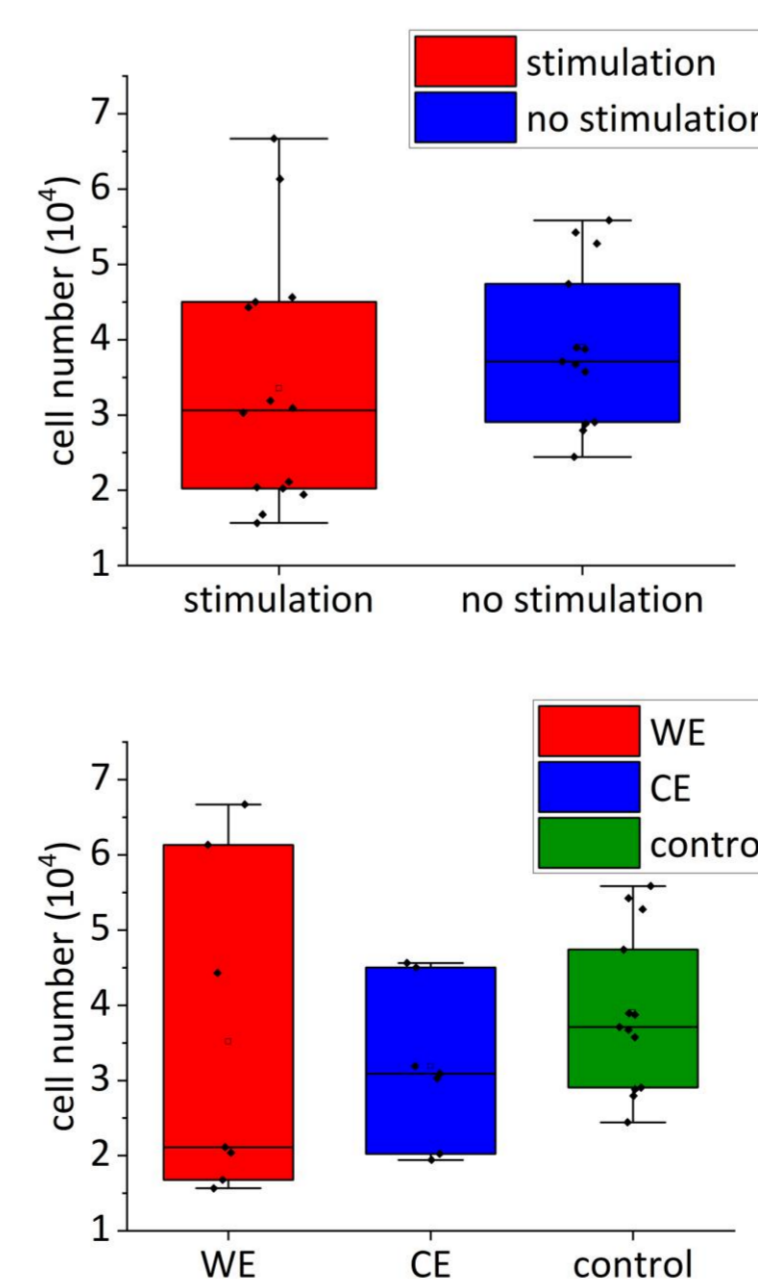 stimulation
no stimulation
7
6
5
4
3
2
1
cell number (10⁴)
stimulation no stimulation
WE
CE
contro
7
6
5
4
3
2
1
cell number (10⁴)
WE CE control